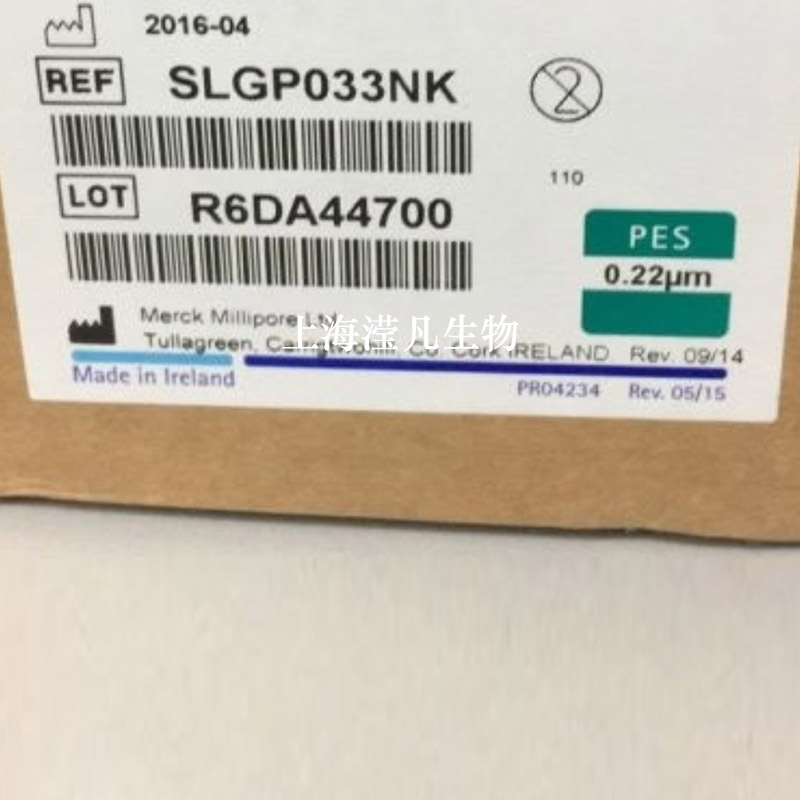 2016-04
REF SLGP033NK
2
110
LOT R6DA44700
PES
0.22µm
Merck Millipore Ltd
Tullagreen, Co. Cork IRELAND Rev. 09/14
上海滢凡生物
Made in Ireland
PR04234 Rev. 05/15